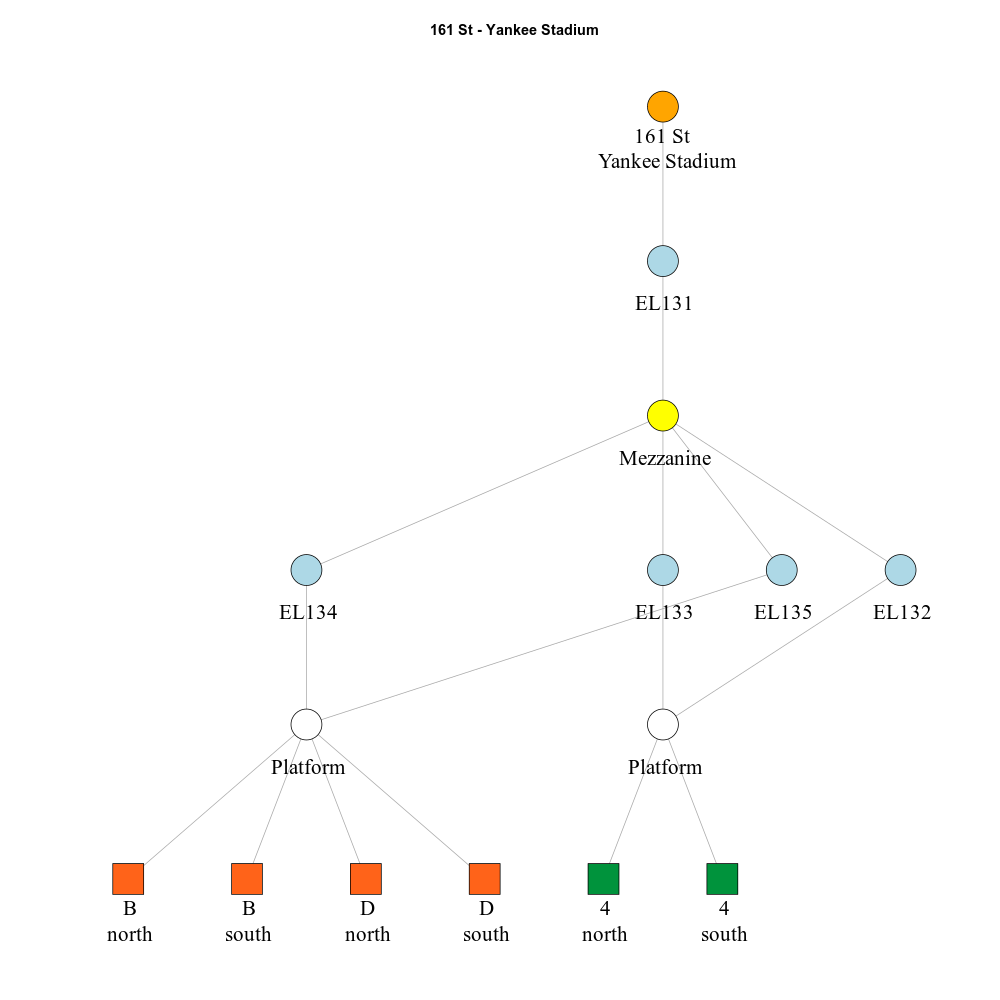 161 St - Yankee Stadium
161 St
Yankee Stadium
EL131
Mezzanine
EL134
EL133
EL135
EL132
Platform
Platform
B
north
B
south
D
north
D
south
4
north
4
south